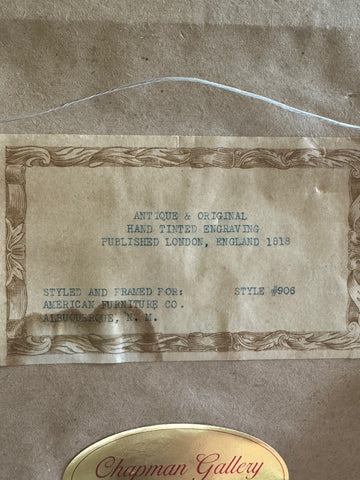 ANTIQUE & ORIGINAL
HAND TINTED ENGRAVING
PUBLISHED LONDON, ENGLAND 1818
STYLED AND FRAMED FOR: STYLE #906
AMERICAN FURNITURE CO.
ALBUQUERQUE, N. M.
Chapman Gallery